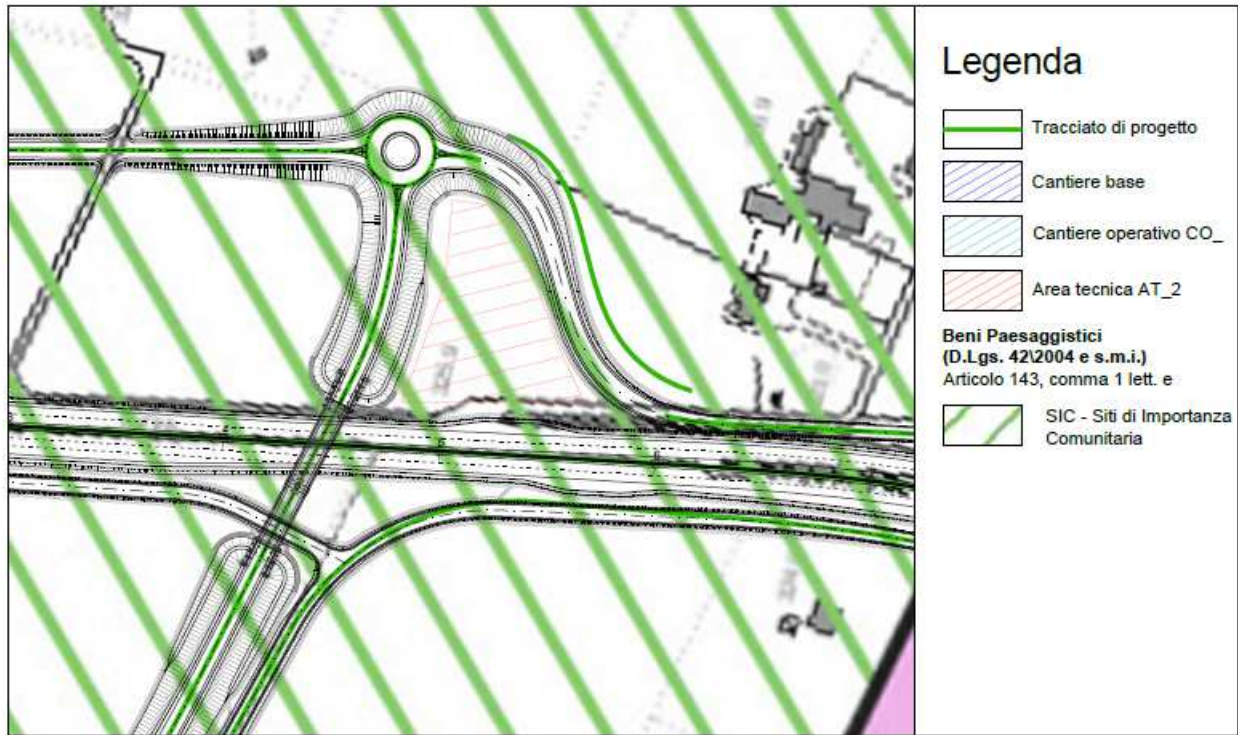 Legenda
Tracciato di progetto
Cantiere base
Cantiere operativo CO_
Area tecnica AT_2
Beni Paesaggistici
(D.Lgs. 42\2004 e s.m.i.)
Articolo 143, comma 1 lett. e
SIC - Siti di Importanza
Comunitaria